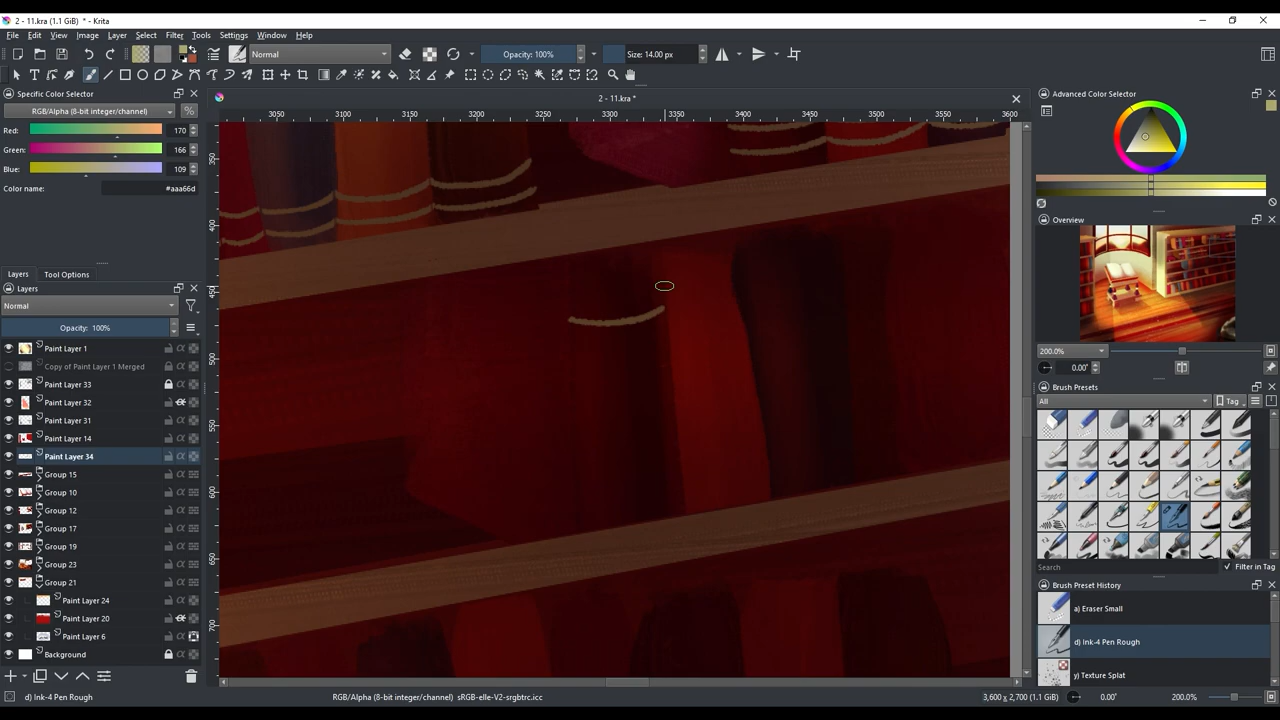 2 - 11.kra (1.1 GiB) * - Krita
File Edit View Image Layer Select Filter Tools Settings Window Help
Normal Opacity: 100% Size: 14.00 px
Specific Color Selector
RGB/Alpha (8-bit integer/channel) %
Red: 170
Green: 166
Blue: 109
Color name: #aaa66d
Layers Tool Options
Layers
Normal
Opacity: 100%
Paint Layer 1
Copy of Paint Layer 1 Merged
Paint Layer 33
Paint Layer 32
Paint Layer 31
Paint Layer 14
Paint Layer 34
Group 15
Group 10
Group 12
Group 17
Group 19
Group 23
Group 21
Paint Layer 24
Paint Layer 20
Paint Layer 6
Background
2 - 11.kra *
3050 3100 3150 3200 3250 3300 3350 3400 3450 3500 3550 3600
350
400
450
500
550
600
650
700
Advanced Color Selector
Overview
200.0%
0.00°
Brush Presets
All Tag
Search Filter in Tag
Brush Preset History
a) Eraser Small
d) Ink-4 Pen Rough
y) Texture Splat
d) Ink-4 Pen Rough RGB/Alpha (8-bit integer/channel) sRGB-elle-V2-srgbtrc.icc 3,600 x 2,700 (1.1 GiB) 0.00° 200.0%